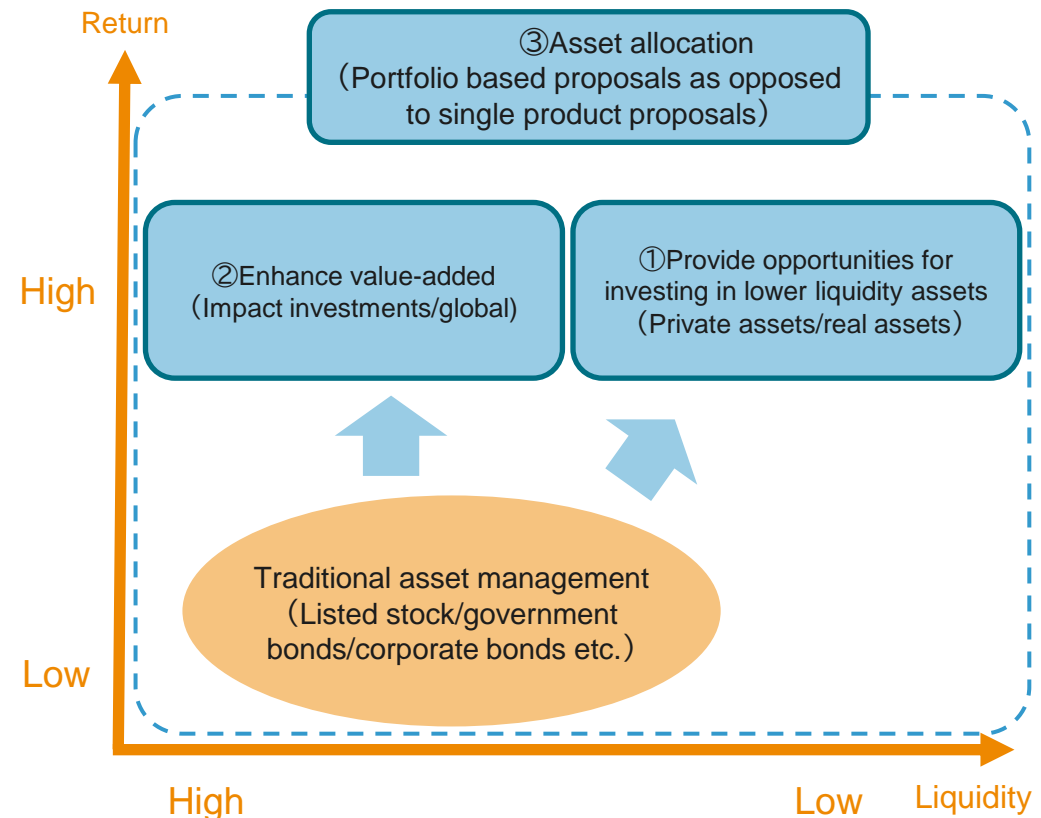 Return
③Asset allocation
（Portfolio based proposals as opposed
to single product proposals）
High
②Enhance value-added
（Impact investments/global)
①Provide opportunities for
investing in lower liquidity assets
（Private assets/real assets）
Traditional asset management
（Listed stock/government
bonds/corporate bonds etc.）
Low
High
Low
Liquidity